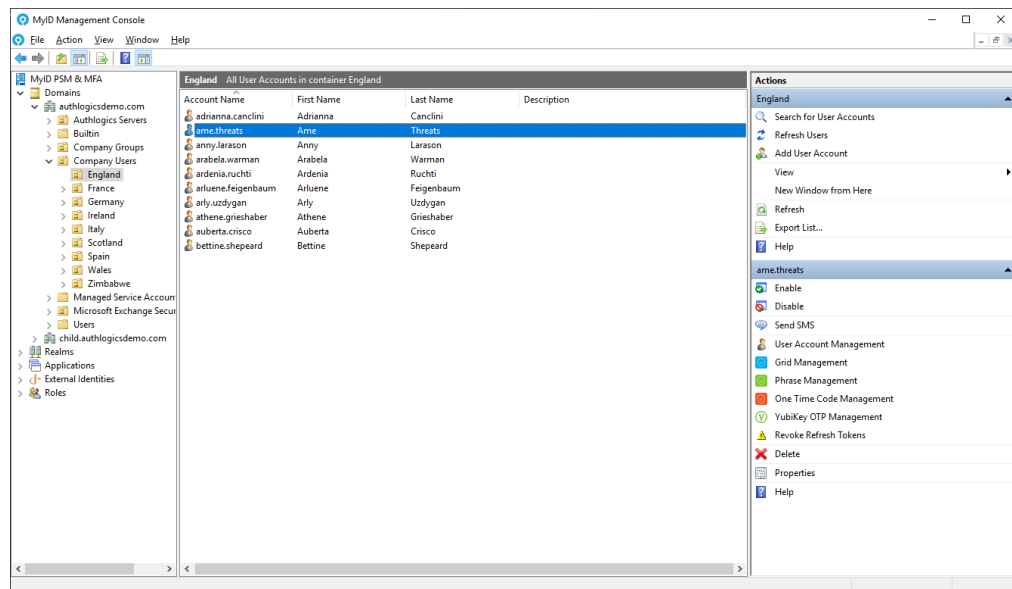 MyID Management Console
File Action View Window Help
MyID PSM & MFA
Domains
authlogicsdemo.com
Authlogics Servers
Builtin
Company Groups
Company Users
England
France
Germany
Ireland
Italy
Scotland
Spain
Wales
Zimbabwe
Managed Service Accoun
Microsoft Exchange Secur
Users
child.authlogicsdemo.com
Realms
Applications
External Identities
Roles
England All User Accounts in container England
Account Name First Name Last Name Description
adrianna.canclini Adrianna Canclini
ame.threats Ame Threats
anny.larason Anny Larason
arabela.warman Arabela Warman
ardenia.ruchti Ardenia Ruchti
arluene.feigenbaum Arluene Feigenbaum
arly.uzdygan Arly Uzdygan
athene.grieshaber Athene Grieshaber
auberta.crisco Auberta Crisco
bettine.shepeard Bettine Shepeard
Actions
England
Search for User Accounts
Refresh Users
Add User Account
View
New Window from Here
Refresh
Export List...
Help
ame.threats
Enable
Disable
Send SMS
User Account Management
Grid Management
Phrase Management
One Time Code Management
YubiKey OTP Management
Revoke Refresh Tokens
Delete
Properties
Help